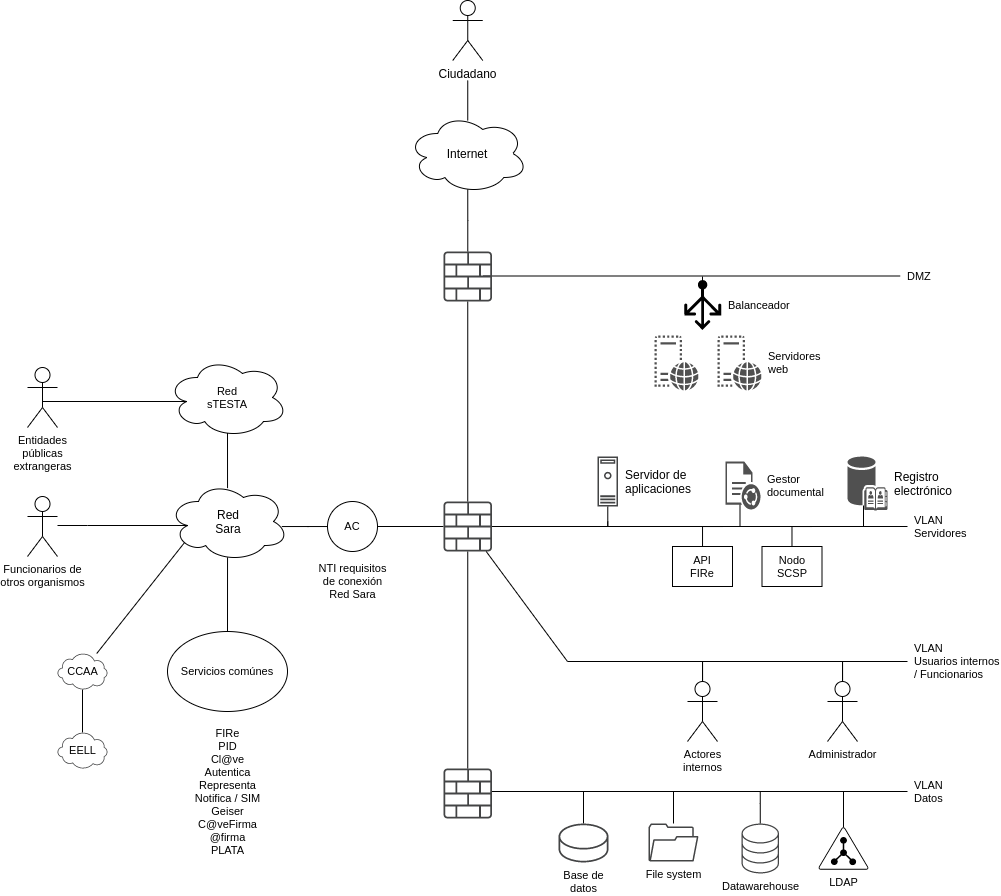 Ciudadano
Internet
DMZ
Balanceador
Servidores
web
Red
sTESTA
Entidades
públicas
extrangeras
Servidor de
aplicaciones
Gestor
documental
Registro
electrónico
Red
Sara
AC
VLAN
Servidores
Funcionarios de
otros organismos
NTI requisitos
de conexión
Red Sara
API
FIRe
Nodo
SCSP
VLAN
Usuarios internos
/ Funcionarios
CCAA
Servicios comúnes
EELL
Actores
internos
Administrador
FIRe
PID
Cl@ve
Autentica
Representa
Notifica / SIM
Geiser
C@veFirma
@firma
PLATA
VLAN
Datos
Base de
datos
File system
Datawarehouse
LDAP